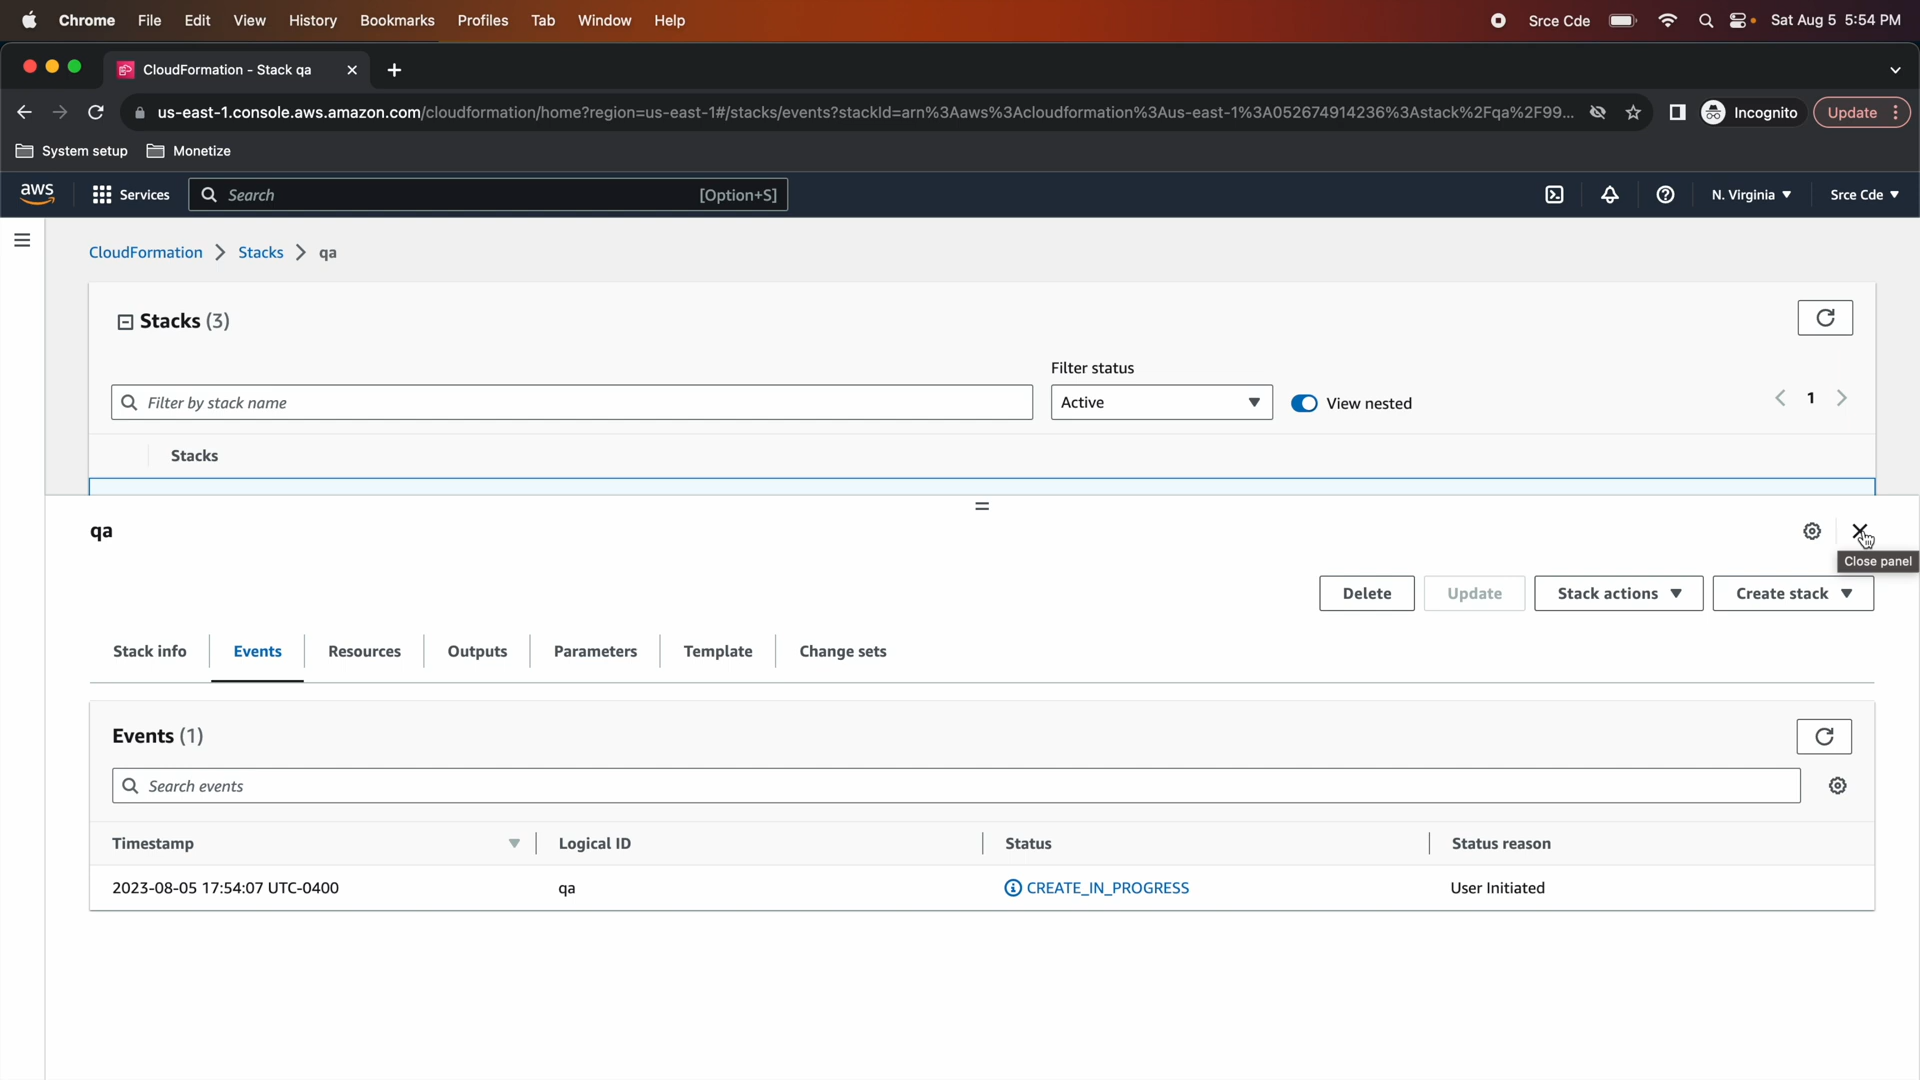 Chrome File Edit View History Bookmarks Profiles Tab Window Help Srce Cde Sat Aug 5 5:54 PM
CloudFormation - Stack qa
us-east-1.console.aws.amazon.com/cloudformation/home?region=us-east-1#/stacks/events?stackId=arn%3Aaws%3Acloudformation%3Aus-east-1%3A052674914236%3Astack%2Fqa%2F99... Incognito Update
System setup Monetize
aws Services Search [Option+S] N. Virginia Srce Cde
CloudFormation Stacks qa
Stacks (3)
Filter status
Filter by stack name Active View nested 1
Stacks
qa
Close panel
Delete Update Stack actions Create stack
Stack info Events Resources Outputs Parameters Template Change sets
Events (1)
Search events
Timestamp Logical ID Status Status reason
2023-08-05 17:54:07 UTC-0400 qa CREATE_IN_PROGRESS User Initiated